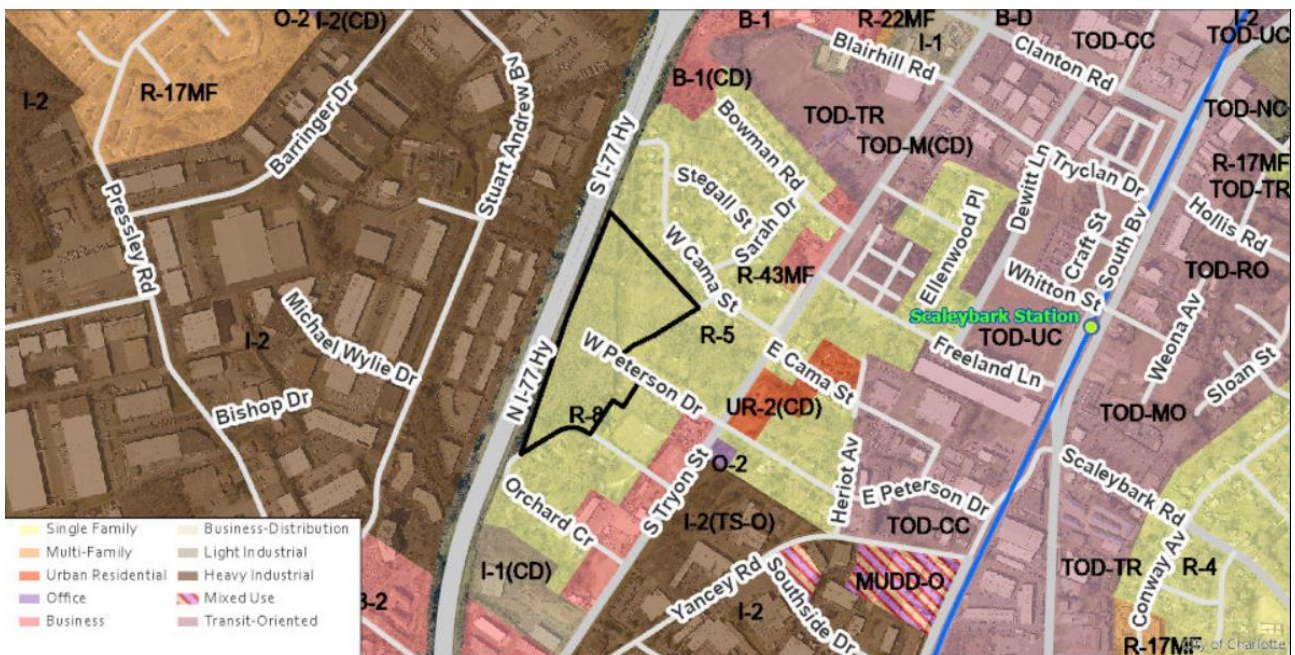 O-2
I-2(CD)
B-1
R-22MF
B-D
I-2
TOD-UC
TOD-CC
I-1
Blairhill Rd
Clanton Rd
B-1(CD)
R-17MF
I-2
Barringer Dr
Stuart Andrew Bv
S I-77 Hy
Bowman Rd
TOD-TR
TOD-M(CD)
TOD-NC
Dewitt Ln
Tryclan Dr
R-17MF
TOD-TR
Stegall St
Sarah Dr
Ellenwood Pl
Craft St
South Bv
Hollis Rd
Pressley Rd
W Cama St
R-43MF
Whitton St
TOD-RO
Scaleybark Station
Michael Wylie Dr
I-2
R-5
TOD-UC
Weona Av
Sloan St
N I-77 Hy
W Peterson Dr
E Cama St
Freeland Ln
Bishop Dr
R-8
UR-2(CD)
TOD-MO
O-2
Heriot Av
Scaleybark Rd
Orchard Cr
S Tryon St
E Peterson Dr
I-2(TS-O)
TOD-CC
I-1(CD)
Yancey Rd
Southside Dr
MUDD-O
TOD-TR
Conway Av
R-4
I-2
B-2
R-17MF
Single Family
Multi-Family
Urban Residential
Office
Business
Business-Distribution
Light Industrial
Heavy Industrial
Mixed Use
Transit-Oriented
City of Charlotte